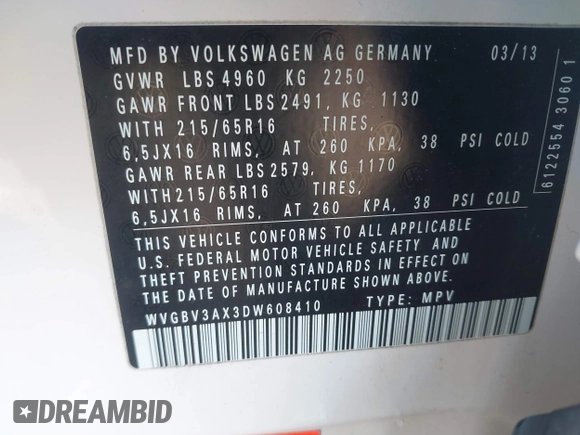 MFD BY VOLKSWAGEN AG GERMANY 03/13
GVWR LBS 4960 KG 2250
GAWR FRONT LBS 2491, KG 1130
WITH 215/65R16 TIRES,
6,5JX16 RIMS, AT 260 KPA, 38 PSI COLD
GAWR REAR LBS 2579, KG 1170
WITH 215/65R16 TIRES,
6,5JX16 RIMS, AT 260 KPA, 38 PSI COLD
THIS VEHICLE CONFORMS TO ALL APPLICABLE
U.S. FEDERAL MOTOR VEHICLE SAFETY AND
THEFT PREVENTION STANDARDS IN EFFECT ON
THE DATE OF MANUFACTURE SHOWN ABOVE.
WVGBV3AX3DW608410 TYPE: MPV
6122554 3060 1
DREAMBID